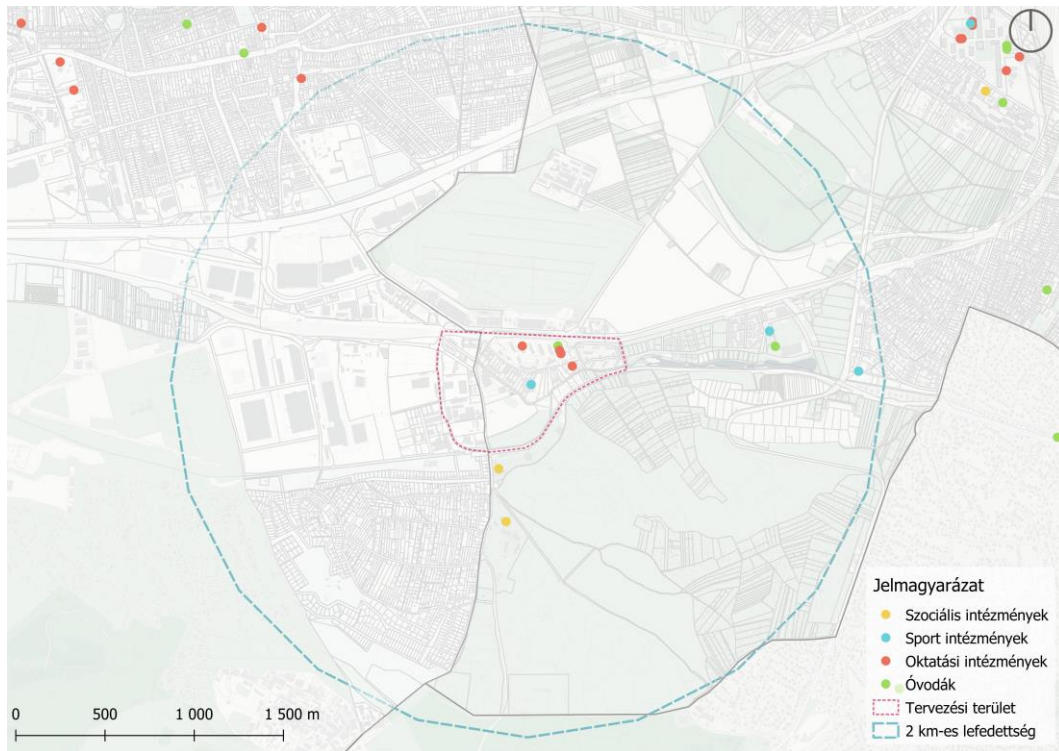 Jelmagyarázat
Szociális intézmények
Sport intézmények
Oktatási intézmények
Óvodák
Tervezési terület
2 km-es lefedettség
0 500 1 000 1 500 m